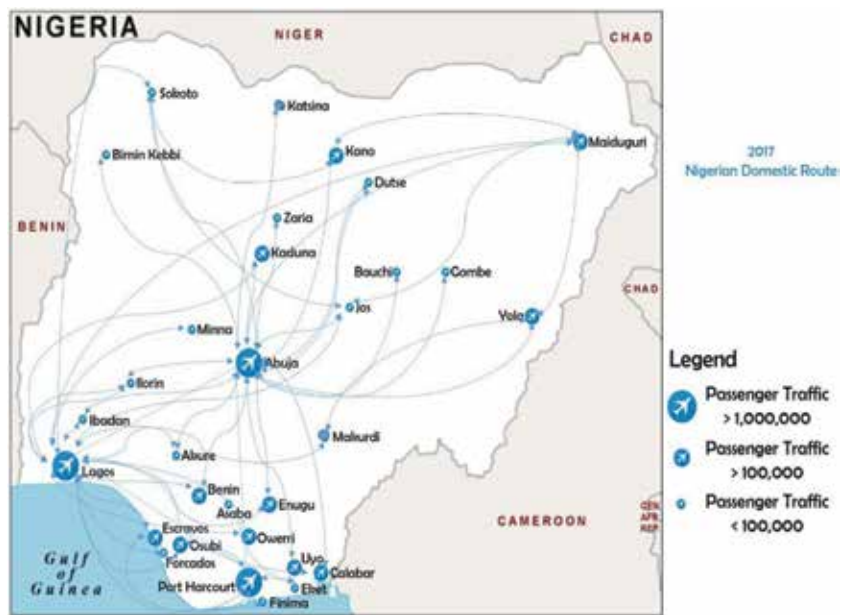 NIGERIA
NIGER
CHAD
Sokoto
Katsina
Birnin Kebbi
Kano
Maiduguri
2017
Nigerian Domestic Route
Dutse
BENIN
Zaria
Kaduna
Bauchi
Gombe
CHAD
Jos
Yola
Minna
Abuja
Ilorin
Ibadan
Makurdi
Akure
Lagos
Benin
Asaba
Enugu
Escravos
Osubi
Owerri
Forcados
CAMEROON
CEN.
AFR.
REP.
Gulf
of
Guinea
Uyo
Calabar
Port Harcourt
Eket
Finima
Legend
Passenger Traffic
> 1,000,000
Passenger Traffic
> 100,000
Passenger Traffic
< 100,000